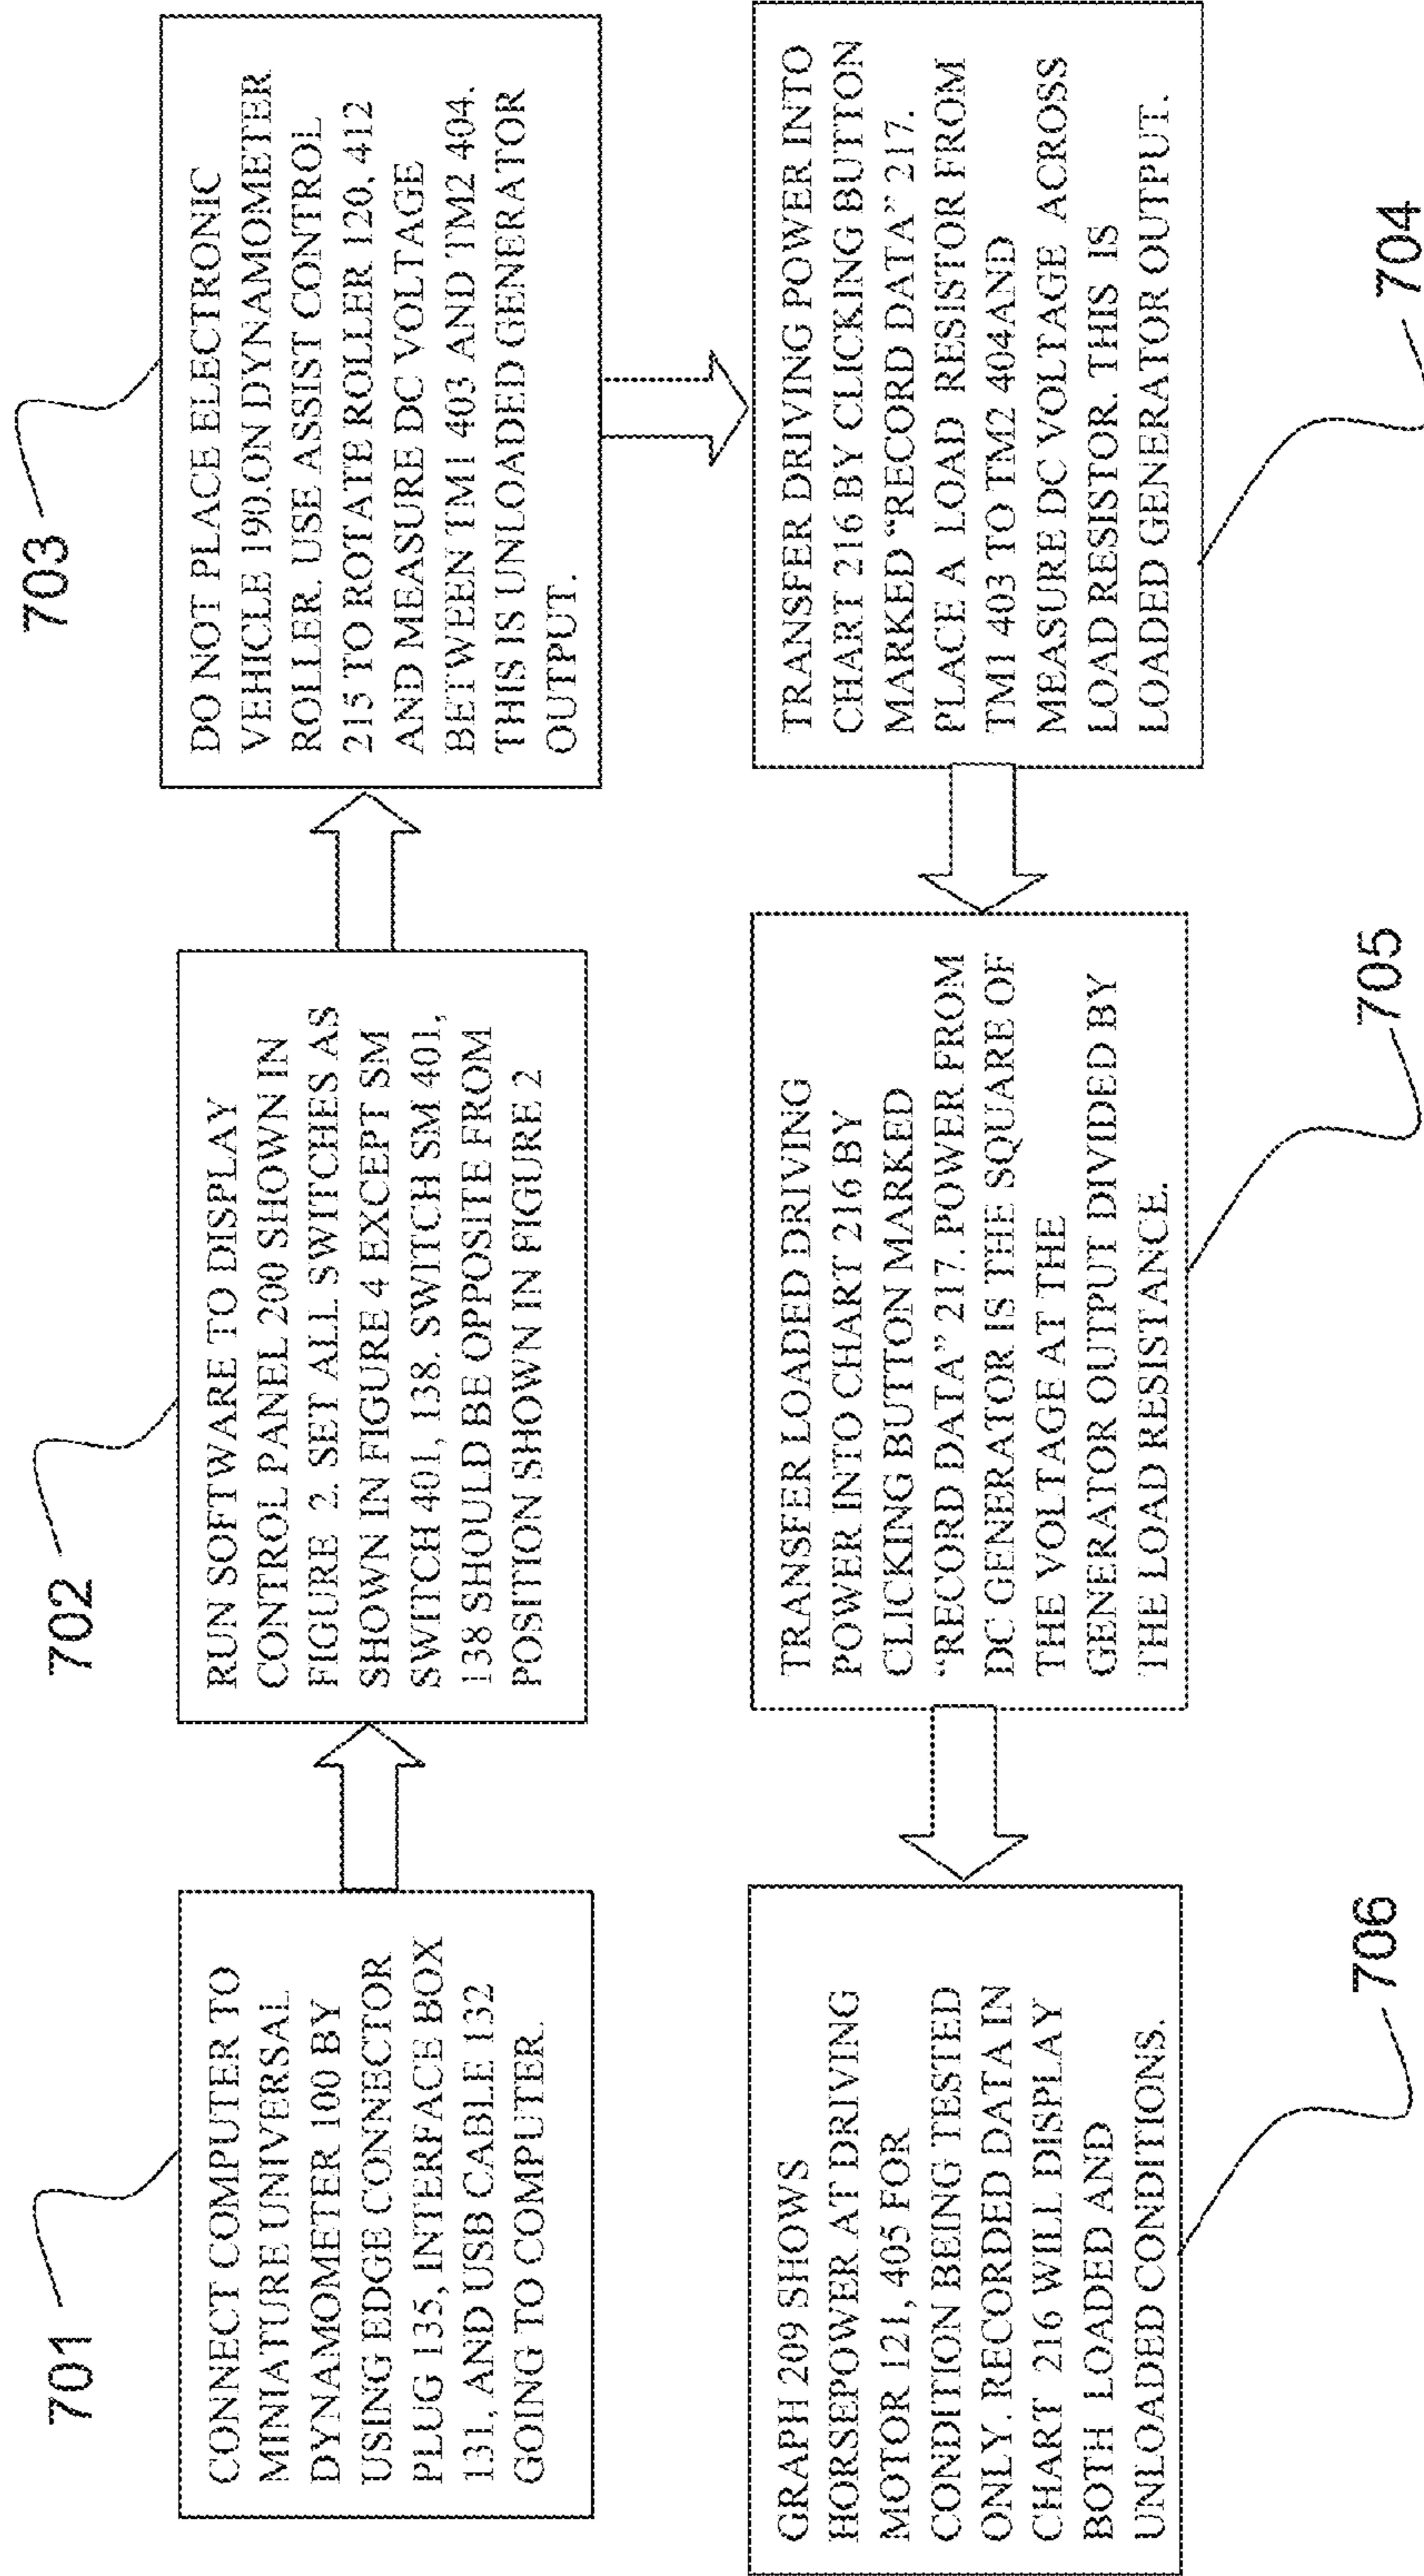 701
CONNECT COMPUTER TO
MINIATURE UNIVERSAL
DYNAMOMETER 100 BY
USING EDGE CONNECTOR
PLUG 135, INTERFACE BOX
131, AND USB CABLE 132
GOING TO COMPUTER.
702
RUN SOFTWARE TO DISPLAY
CONTROL PANEL 200 SHOWN IN
FIGURE 2. SET ALL SWITCHES AS
SHOWN IN FIGURE 4 EXCEPT SM
SWITCH 401, 138. SWITCH SM 401,
138 SHOULD BE OPPOSITE FROM
POSITION SHOWN IN FIGURE 2
703
DO NOT PLACE ELECTRONIC
VEHICLE 190.ON DYNAMOMETER
ROLLER. USE ASSIST CONTROL
215 TO ROTATE ROLLER 120, 412
AND MEASURE DC VOLTAGE
BETWEEN TM1 403 AND TM2 404.
THIS IS UNLOADED GENERATOR
OUTPUT.
TRANSFER DRIVING POWER INTO
CHART 216 BY CLICKING BUTTON
MARKED "RECORD DATA" 217.
PLACE A LOAD RESISTOR FROM
TM1 403 TO TM2 404AND
MEASURE DC VOLTAGE ACROSS
LOAD RESISTOR. THIS IS
LOADED GENERATOR OUTPUT.
704
TRANSFER LOADED DRIVING
POWER INTO CHART 216 BY
CLICKING BUTTON MARKED
"RECORD DATA" 217. POWER FROM
DC GENERATOR IS THE SQUARE OF
THE VOLTAGE AT THE
GENERATOR OUTPUT DIVIDED BY
THE LOAD RESISTANCE.
705
GRAPH 209 SHOWS
HORSEPOWER AT DRIVING
MOTOR 121, 405 FOR
CONDITION BEING TESTED
ONLY. RECORDED DATA IN
CHART 216 WILL DISPLAY
BOTH LOADED AND
UNLOADED CONDITIONS.
706